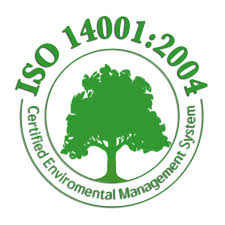 ISO 14001:2004
Certified Enviromental Management System